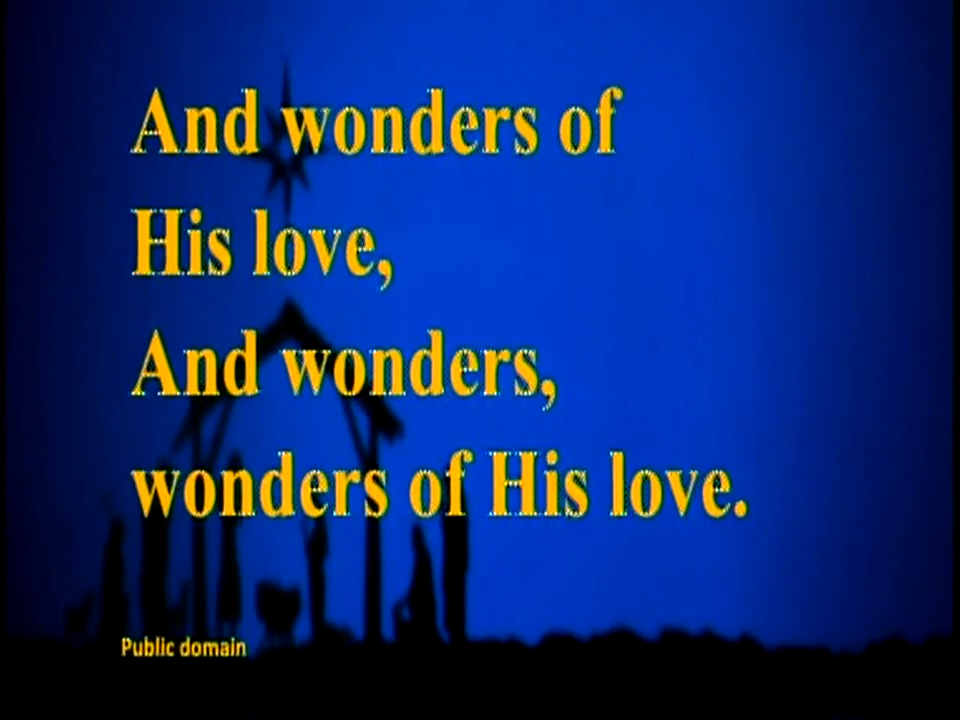 And wonders of
His love,
And wonders,
wonders of His love.
Public domain